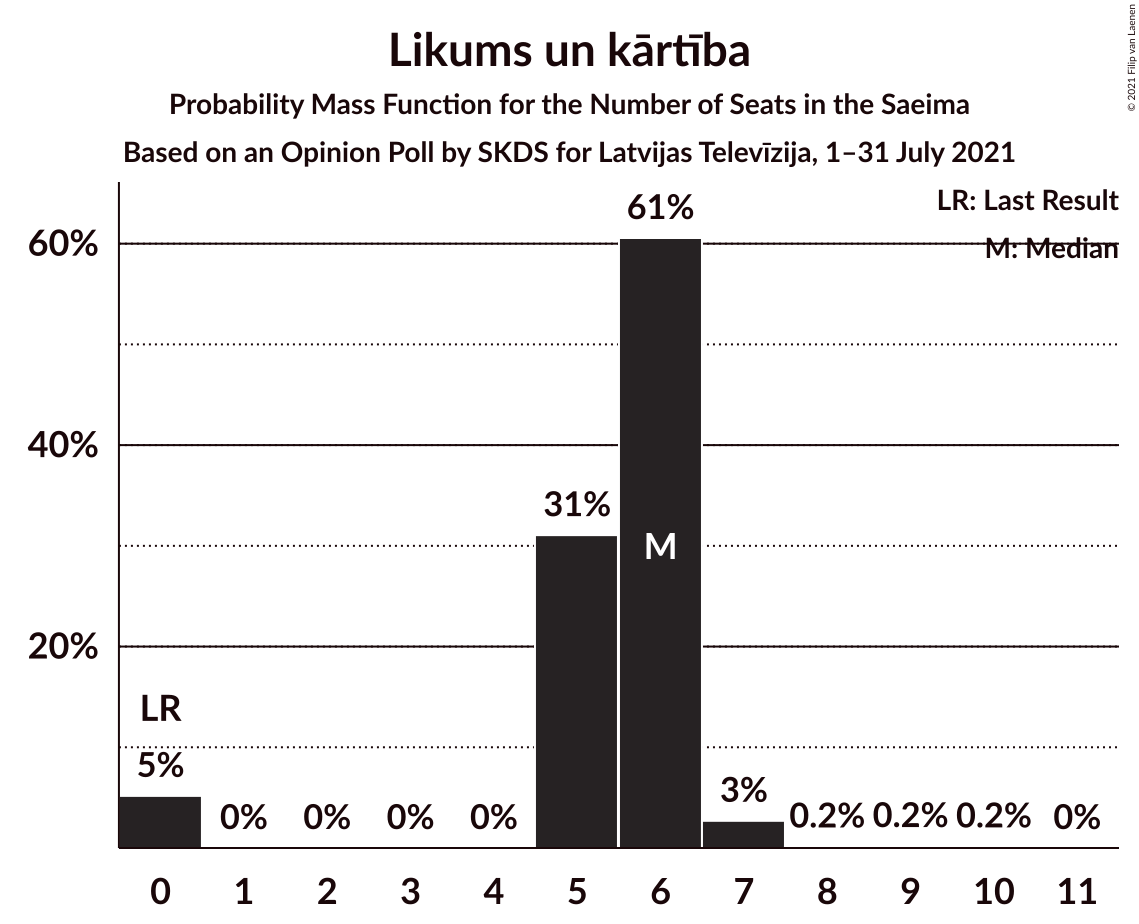 Likums un kārtība
Probability Mass Function for the Number of Seats in the Saeima
Based on an Opinion Poll by SKDS for Latvijas Televīzija, 1–31 July 2021
© 2021 Filip van Laenen
LR: Last Result
M: Median
61%
60%
40%
31%
M
20%
LR
5%
0% 0% 0% 0% 3% 0.2% 0.2% 0.2% 0%
0 1 2 3 4 5 6 7 8 9 10 11